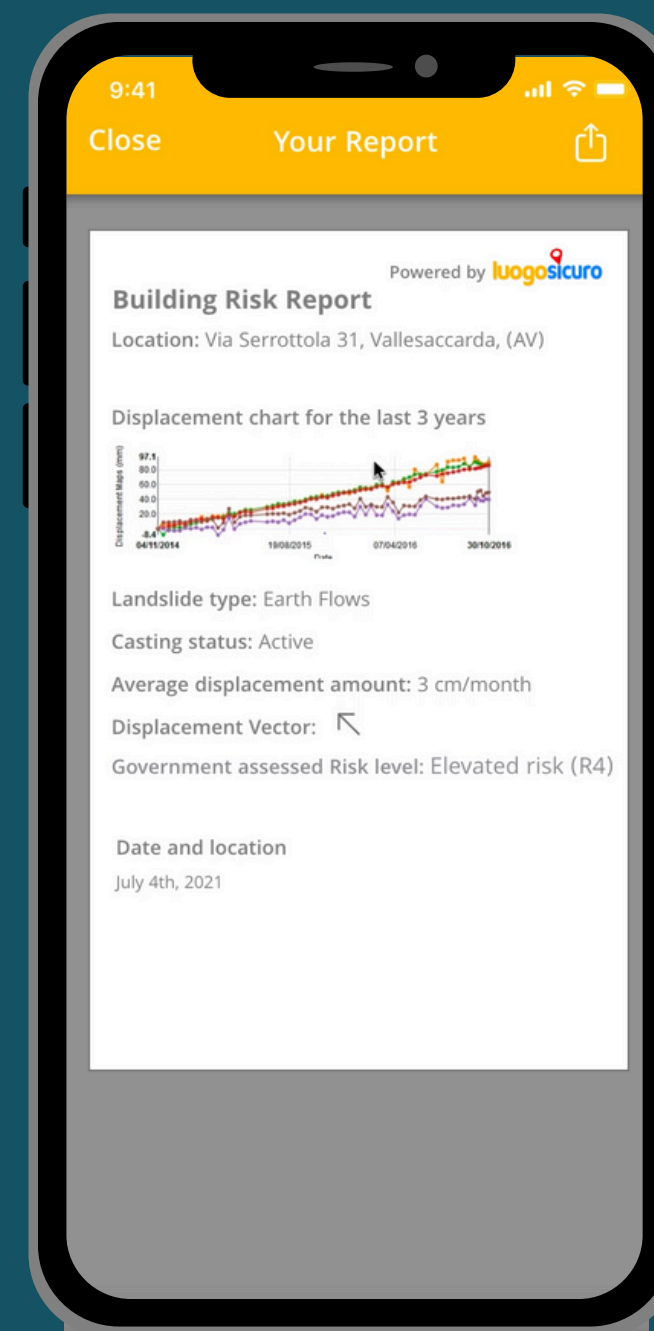 9:41
Close Your Report
Powered by luogosicuro
Building Risk Report
Location: Via Serrottola 31, Vallesaccarda, (AV)
Displacement chart for the last 3 years
Displacement Maps (mm)
97.1
80.0
60.0
40.0
20.0
-8.4
04/11/2014 19/08/2015 07/04/2016 30/10/2016
Date
Landslide type: Earth Flows
Casting status: Active
Average displacement amount: 3 cm/month
Displacement Vector:
Government assessed Risk level: Elevated risk (R4)
Date and location
July 4th, 2021